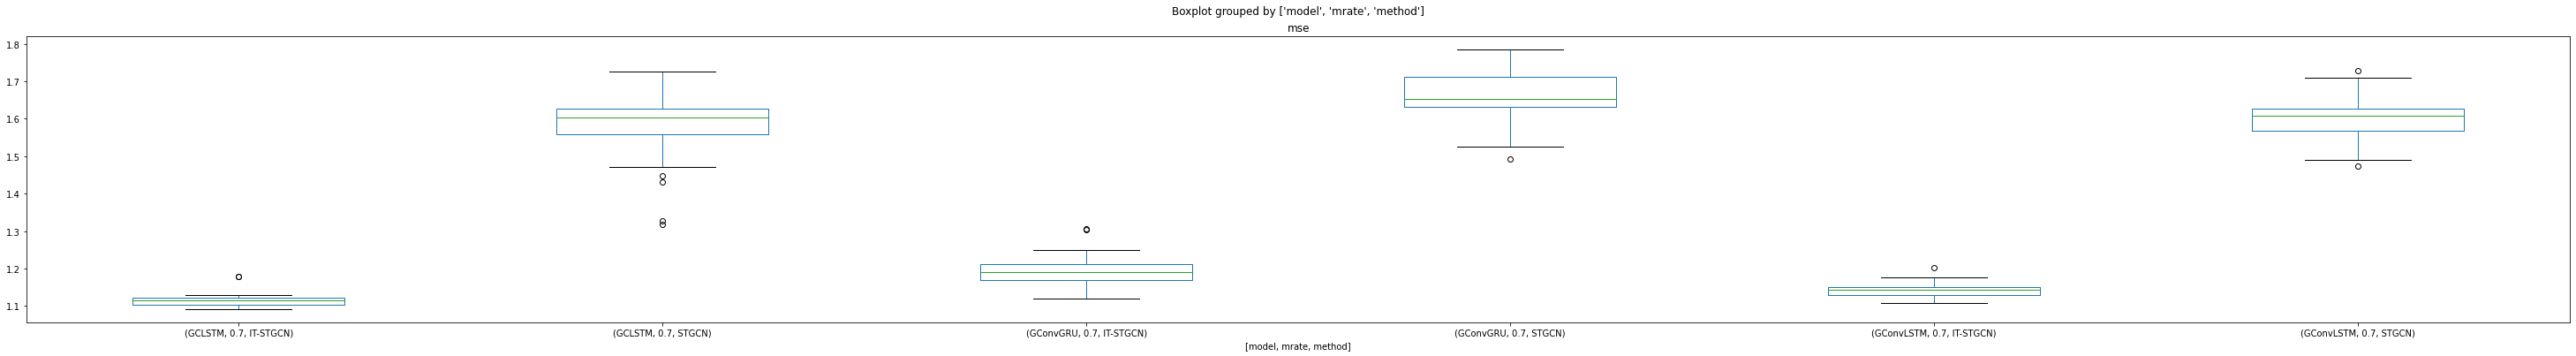 Boxplot grouped by ['model', 'mrate', 'method']
mse
1.8
1.7
1.6
1.5
1.4
1.3
1.2
1.1
(GCLSTM, 0.7, IT-STGCN) (GCLSTM, 0.7, STGCN) (GConvGRU, 0.7, IT-STGCN) (GConvGRU, 0.7, STGCN) (GConvLSTM, 0.7, IT-STGCN) (GConvLSTM, 0.7, STGCN)
[model, mrate, method]